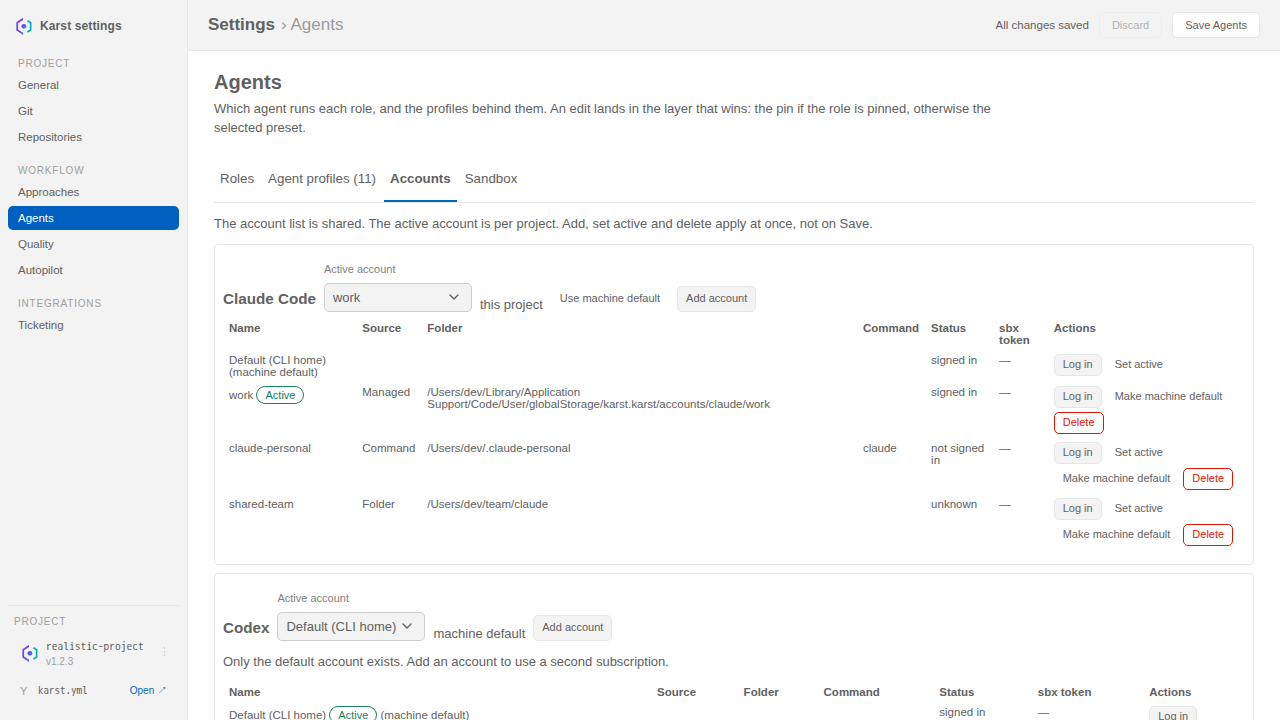 Karst settings
Settings › Agents
All changes saved
Discard
Save Agents
PROJECT
General
Git
Repositories
WORKFLOW
Approaches
Agents
Quality
Autopilot
INTEGRATIONS
Ticketing
PROJECT
realistic-project
v1.2.3
Y karst.yml Open ↗
Agents
Which agent runs each role, and the profiles behind them. An edit lands in the layer that wins: the pin if the role is pinned, otherwise the
selected preset.
Roles Agent profiles (11) Accounts Sandbox
The account list is shared. The active account is per project. Add, set active and delete apply at once, not on Save.
Active account
Claude Code work this project Use machine default Add account
Name Source Folder Command Status sbx token Actions
Default (CLI home) (machine default) signed in — Log in Set active
work Active Managed /Users/dev/Library/Application Support/Code/User/globalStorage/karst.karst/accounts/claude/work signed in — Log in Make machine default
Delete
claude-personal Command /Users/dev/.claude-personal claude not signed in — Log in Set active
Make machine default Delete
shared-team Folder /Users/dev/team/claude unknown — Log in Set active
Make machine default Delete
Active account
Codex Default (CLI home) machine default Add account
Only the default account exists. Add an account to use a second subscription.
Name Source Folder Command Status sbx token Actions
Default (CLI home) Active (machine default) signed in — Log in